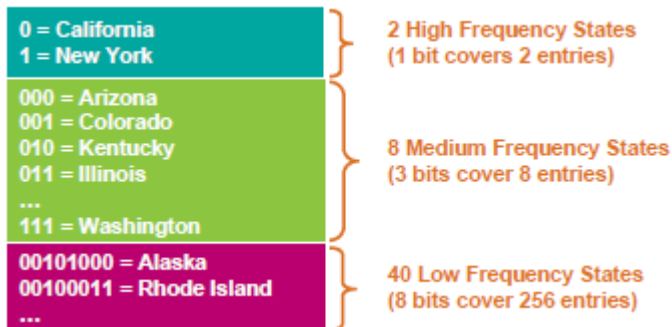 0 = California
1 = New York
2 High Frequency States
(1 bit covers 2 entries)
000 = Arizona
001 = Colorado
010 = Kentucky
011 = Illinois
...
111 = Washington
8 Medium Frequency States
(3 bits cover 8 entries)
00101000 = Alaska
00100011 = Rhode Island
...
40 Low Frequency States
(8 bits cover 256 entries)